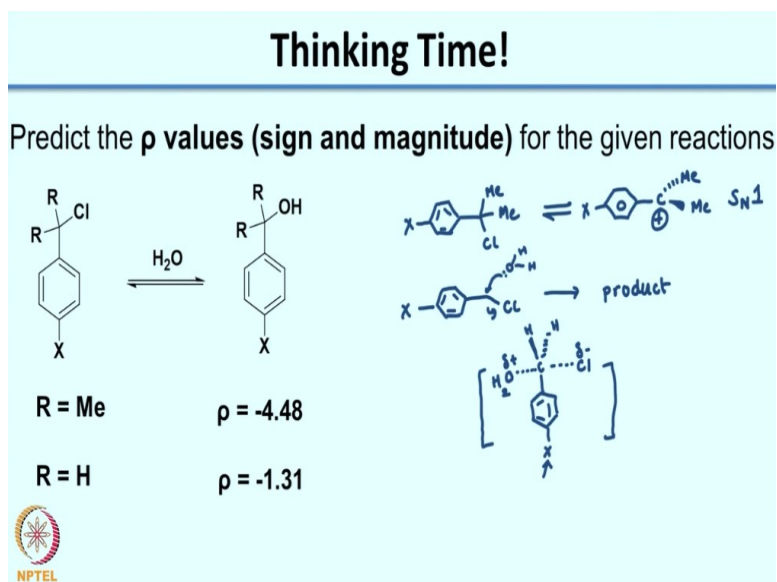 Thinking Time!
Predict the ρ values (sign and magnitude) for the given reactions
R
R
Cl
X
H₂O
R
R
OH
X
R = Me ρ = -4.48
R = H ρ = -1.31
X
Me
Me
Cl
X
C
⊕
Me
Me
SN1
X
Cl
O
H
H
product
H
H
δ+
H₂O
C
δ-
Cl
X
NPTEL